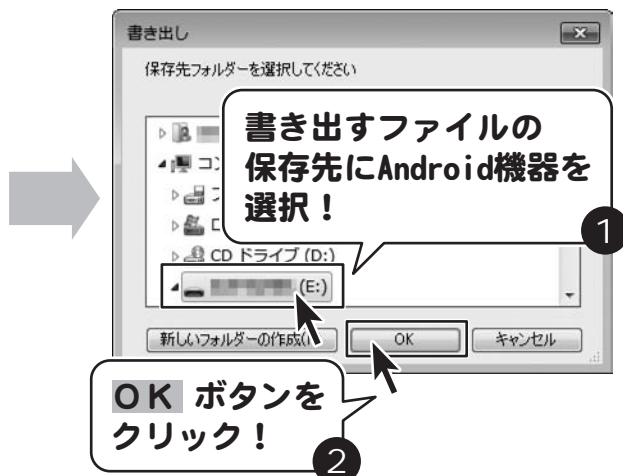 書き出し
保存先フォルダーを選択してください
書き出すファイルの
保存先にAndroid機器を
選択！
1
CD ドライブ (D:)
(E:)
新しいフォルダーの作成(
OK
キャンセル
ＯＫ ボタンを
クリック！
2